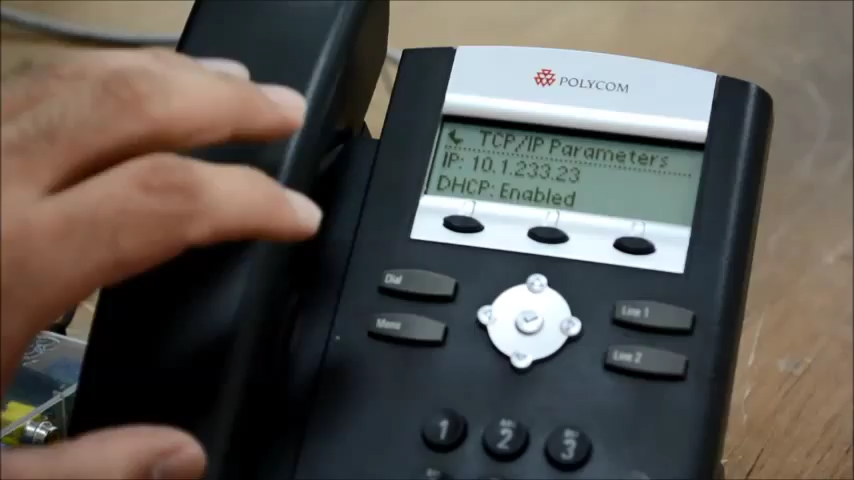 POLYCOM
TCP/IP Parameters
IP: 10.1.233.23
DHCP: Enabled
Dial
Menu
Line 1
Line 2
1
2
3